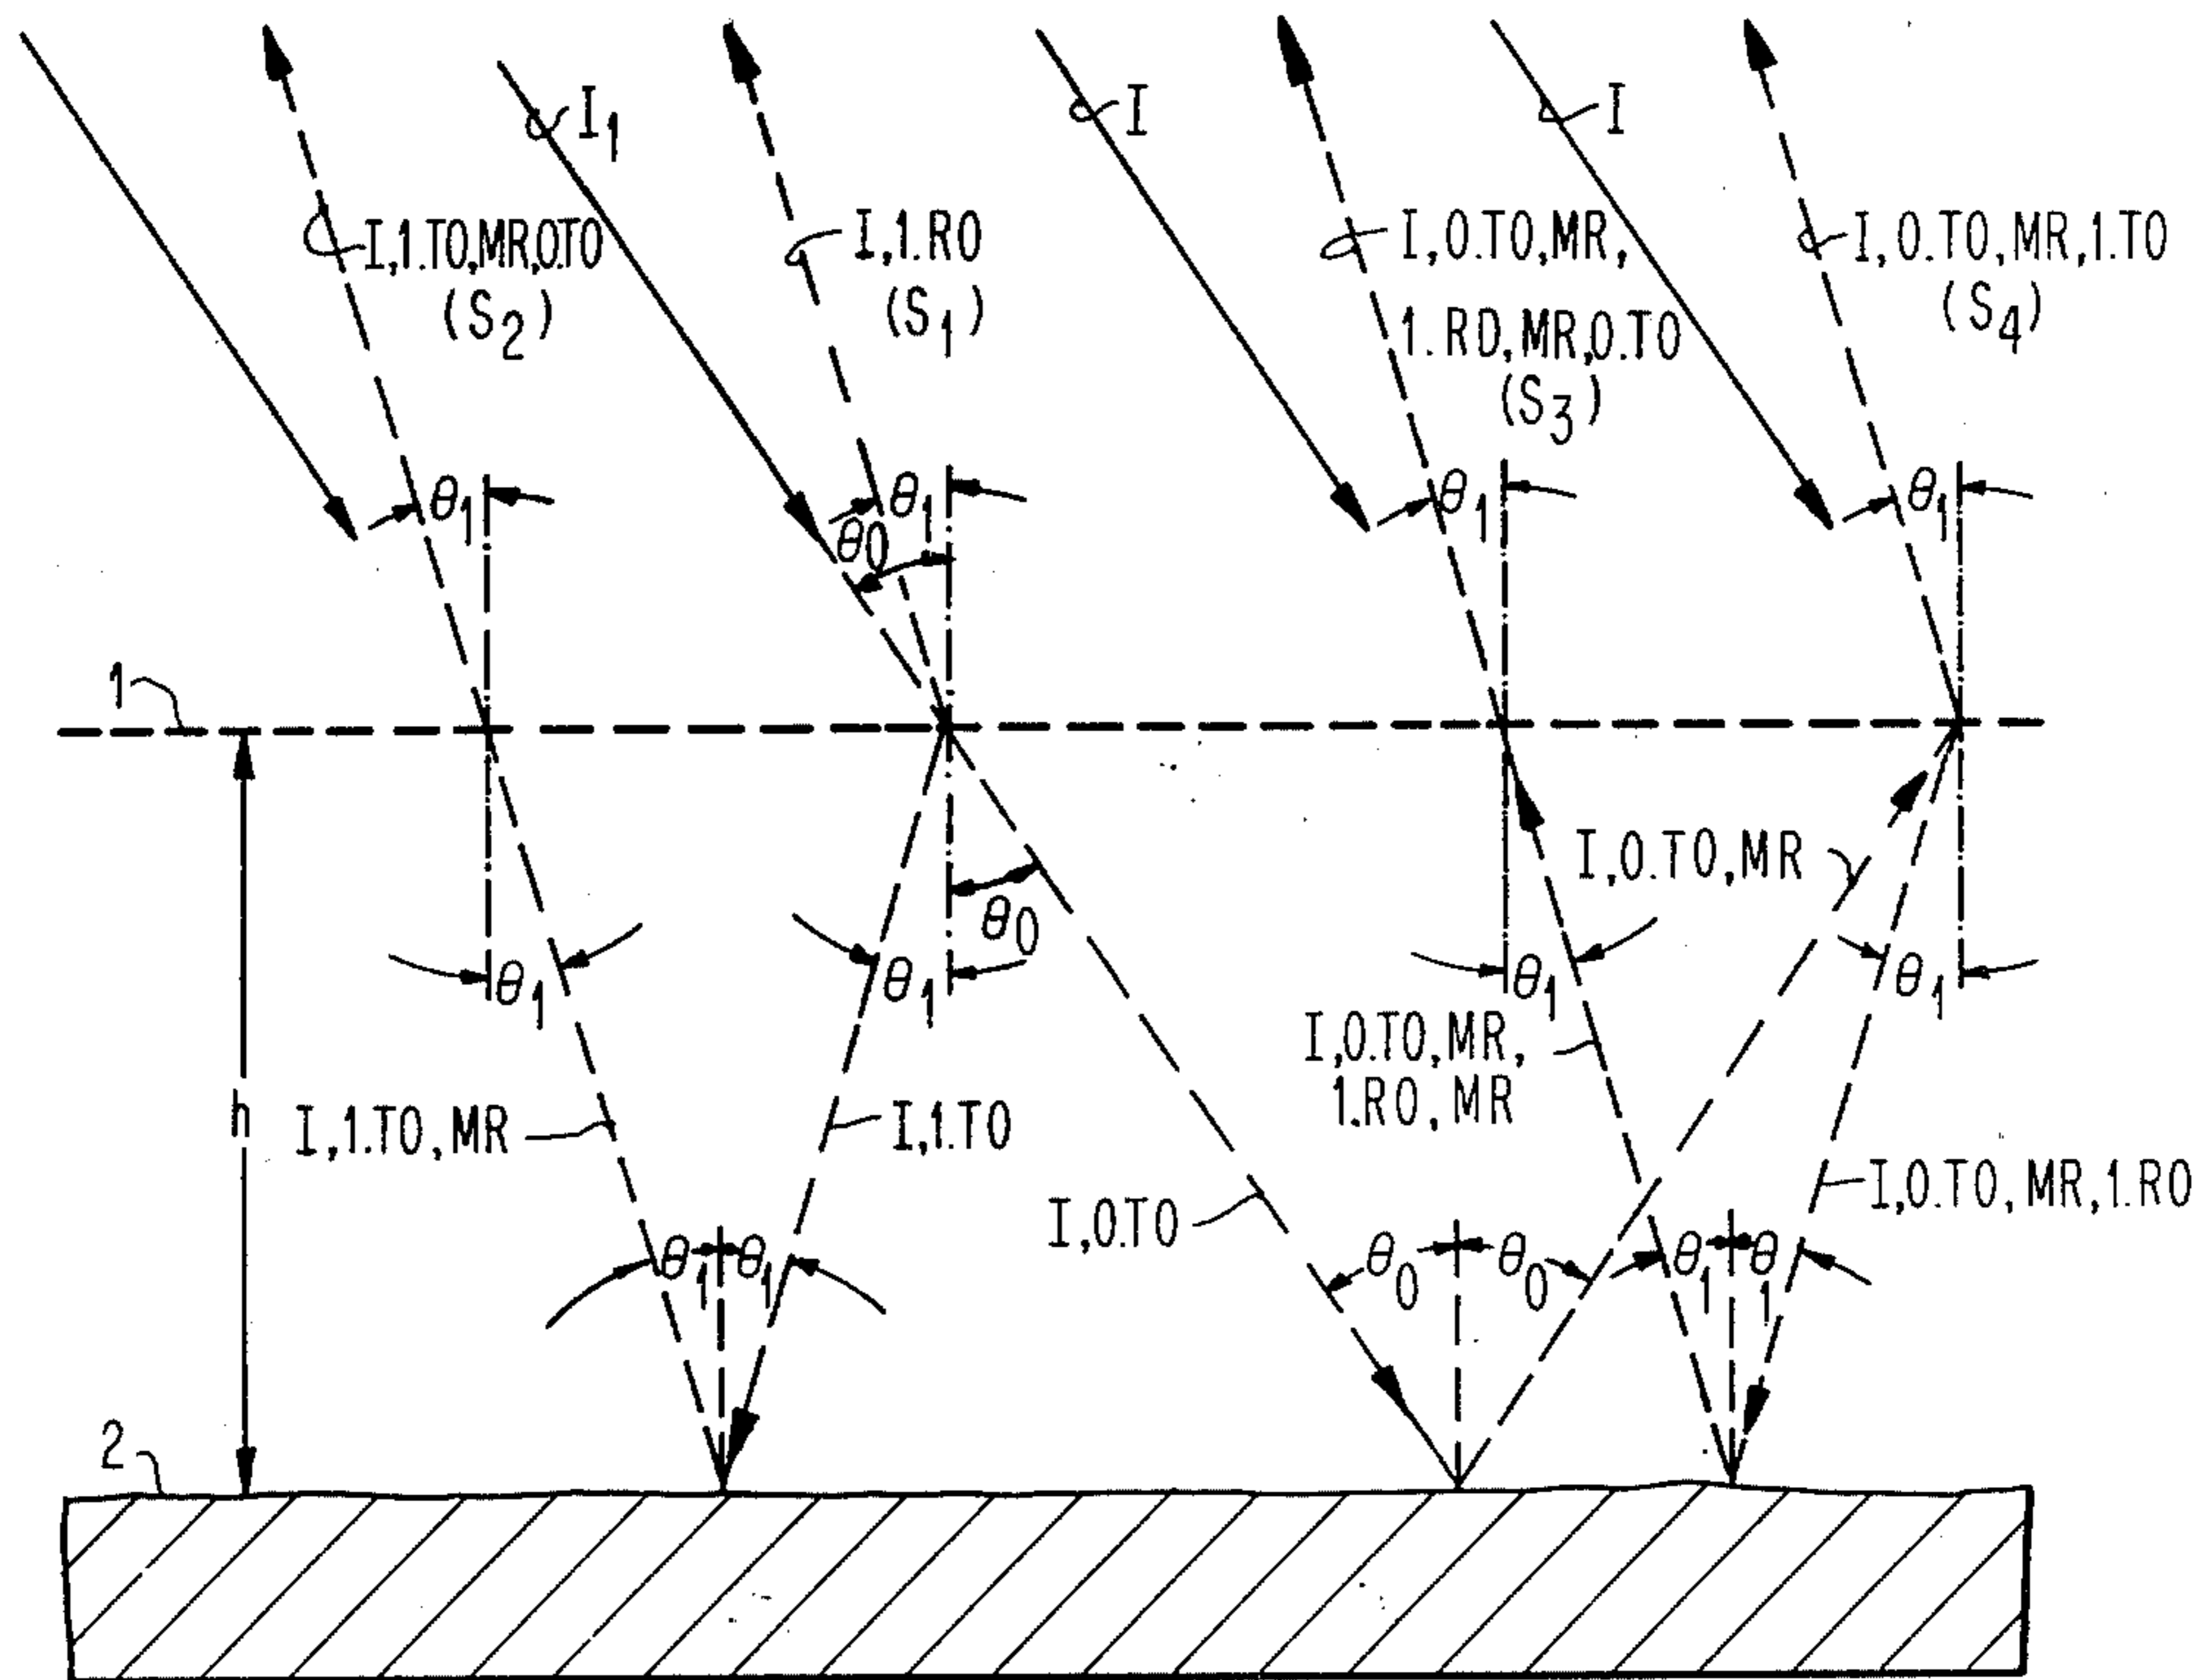 I₁
I
I
I,1.TO,MR,0.TO
(S₂)
I,1.RO
(S₁)
I,0.TO,MR,
1.RD,MR,0.TO
(S₃)
I,0.TO,MR,1.TO
(S₄)
θ₁
θ₁
θ₀
θ₁
θ₁
1
I,0.TO,MR
θ₀
θ₁
θ₁
θ₁
θ₁
I,0.TO,MR,
1.RO,MR
h
I,1.TO,MR
I,1.TO
I,0.TO
I,0.TO,MR,1.RO
θ₁ θ₁
θ₀ θ₀
θ₁ θ₁
2